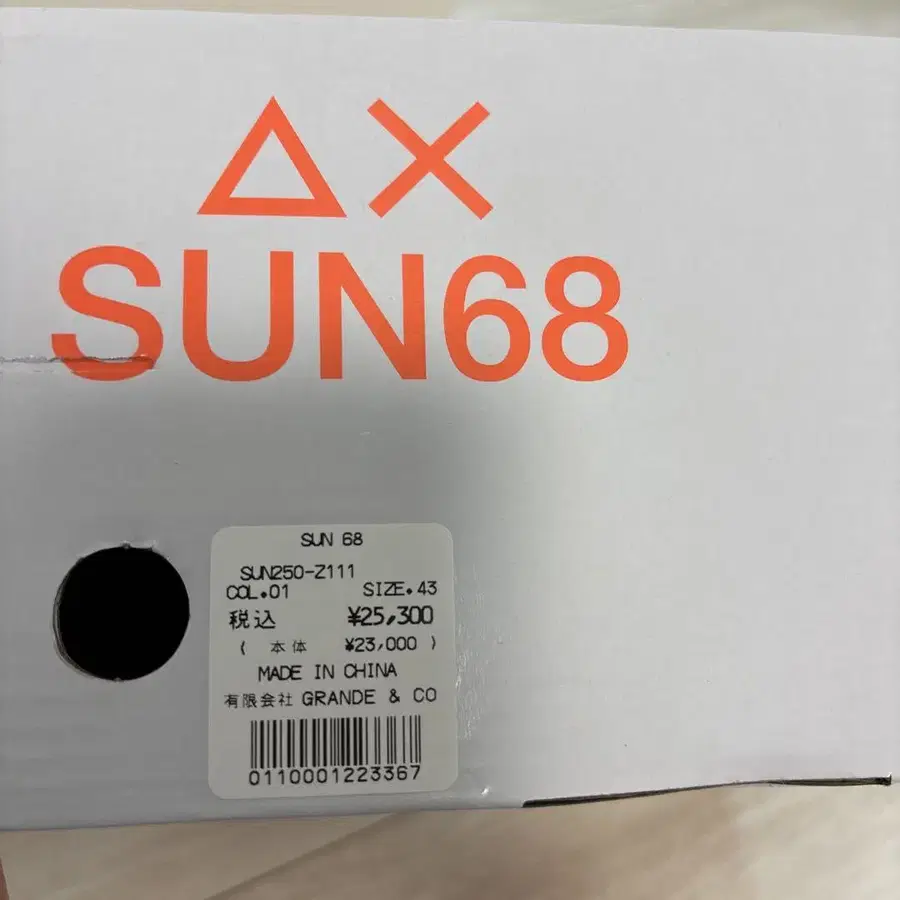 SUN68
SUN 68
SUN250-Z111
COL.01 SIZE.43
税込 ¥25,300
( 本体 ¥23,000 )
MADE IN CHINA
有限会社 GRANDE & CO
0110001223367